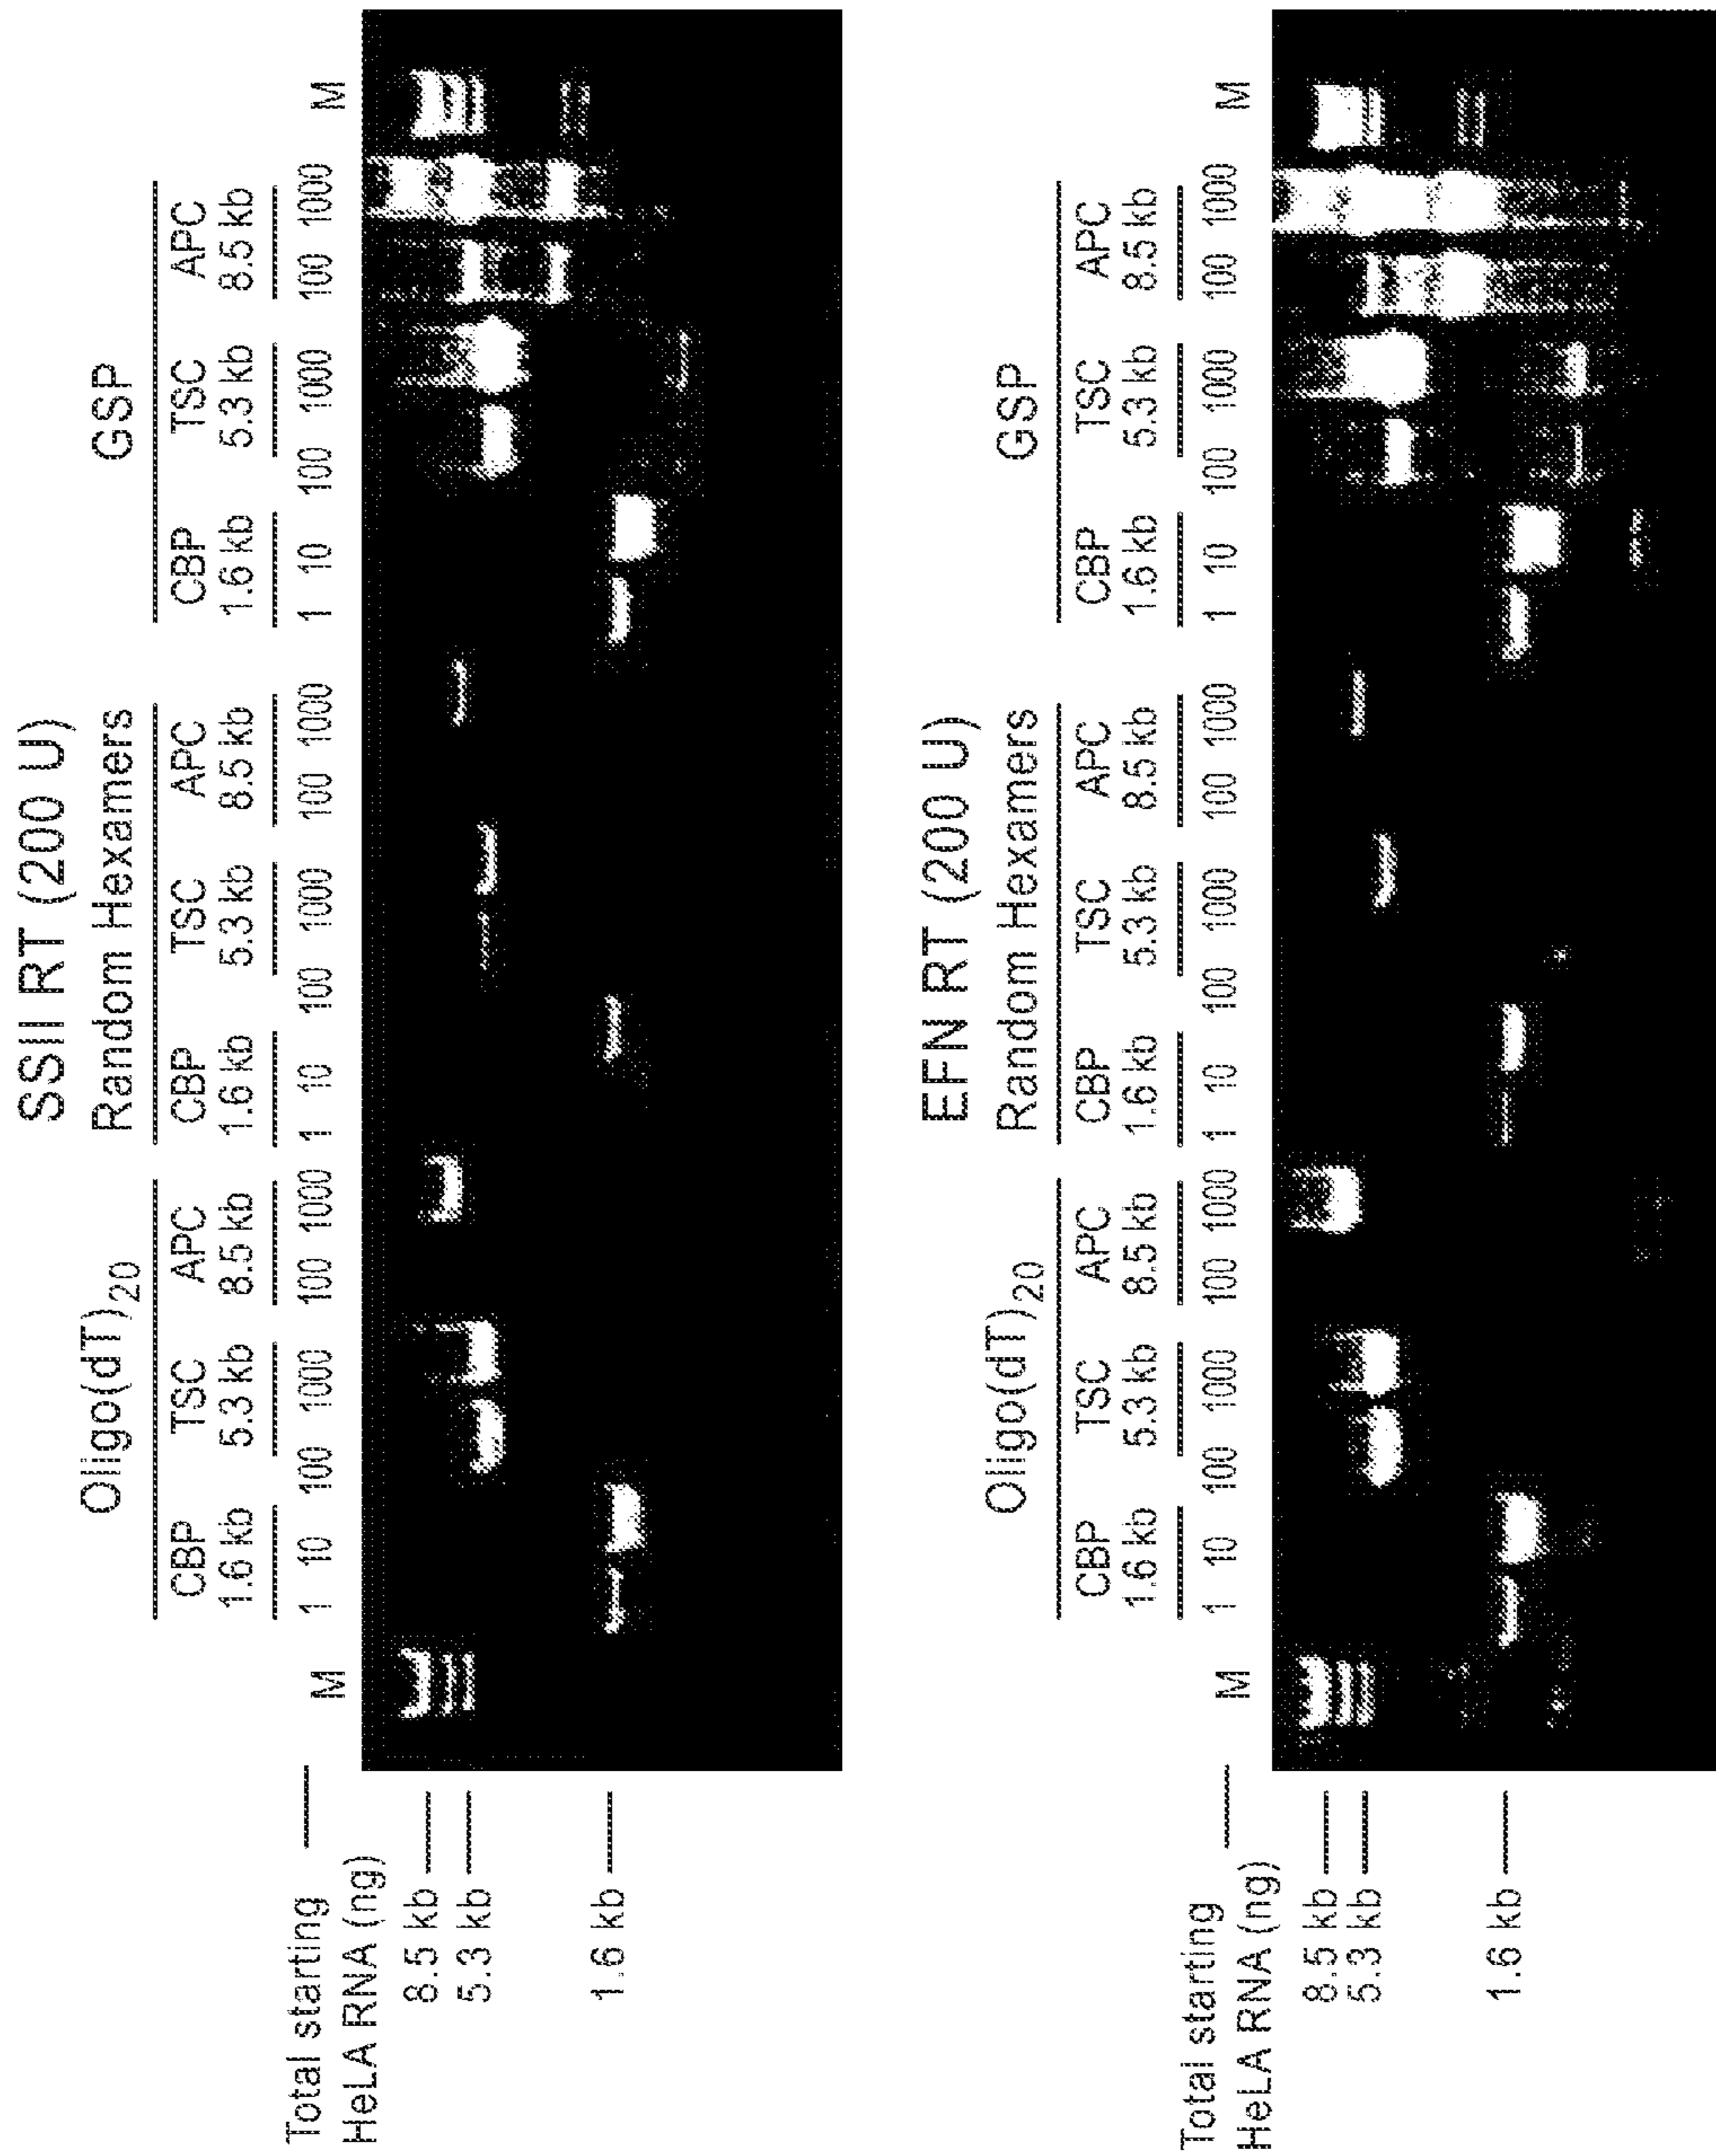 SSII RT (200 U)
Oligo(dT)20 Random Hexamers GSP
CBP TSC APC CBP TSC APC CBP TSC APC
1.6 kb 5.3 kb 8.5 kb 1.6 kb 5.3 kb 8.5 kb 1.6 kb 5.3 kb 8.5 kb
Total starting
HeLA RNA (ng)
M 1 10 100 1000 100 1000 1 10 100 1000 100 1000 1 10 100 1000 100 1000 M
8.5 kb
5.3 kb
1.6 kb
EFN RT (200 U)
Oligo(dT)20 Random Hexamers GSP
CBP TSC APC CBP TSC APC CBP TSC APC
1.6 kb 5.3 kb 8.5 kb 1.6 kb 5.3 kb 8.5 kb 1.6 kb 5.3 kb 8.5 kb
Total starting
HeLA RNA (ng)
M 1 10 100 1000 100 1000 1 10 100 1000 100 1000 1 10 100 1000 100 1000 M
8.5 kb
5.3 kb
1.6 kb